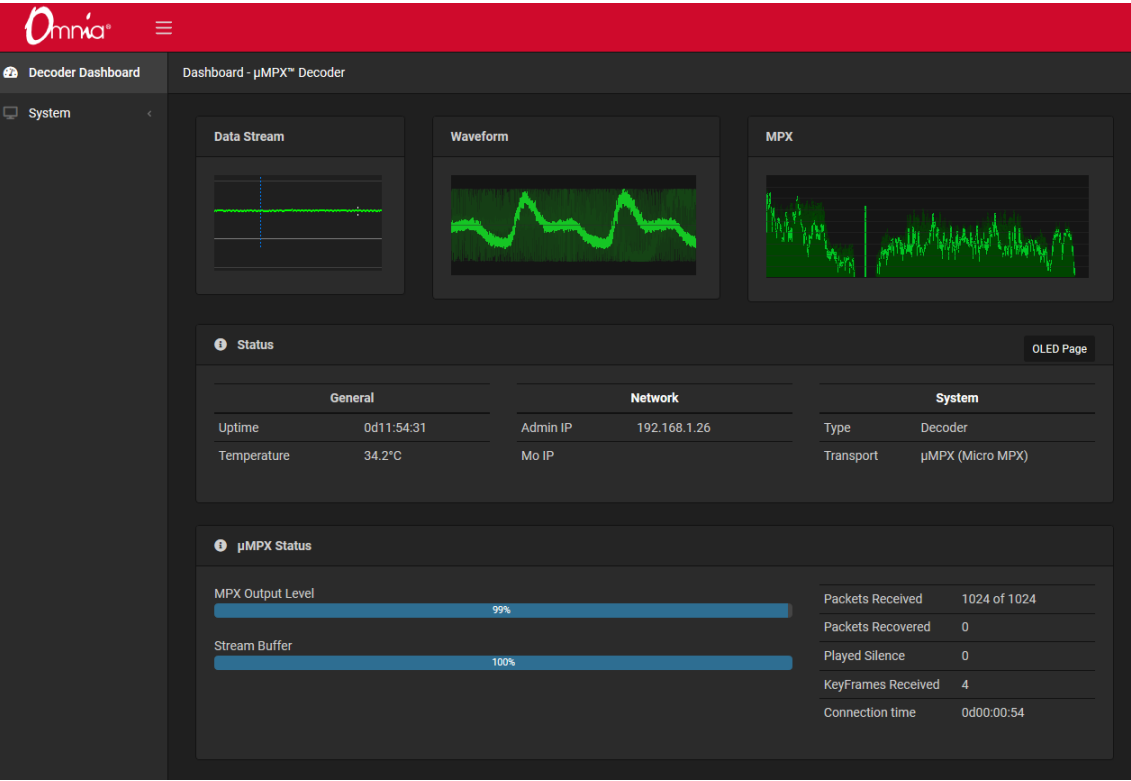 Omnia®
Decoder Dashboard
System
Dashboard - µMPX™ Decoder
Data Stream
Waveform
MPX
Status
OLED Page
General
Uptime 0d11:54:31
Temperature 34.2°C
Network
Admin IP 192.168.1.26
Mo IP
System
Type Decoder
Transport µMPX (Micro MPX)
µMPX Status
MPX Output Level
99%
Stream Buffer
100%
Packets Received 1024 of 1024
Packets Recovered 0
Played Silence 0
KeyFrames Received 4
Connection time 0d00:00:54